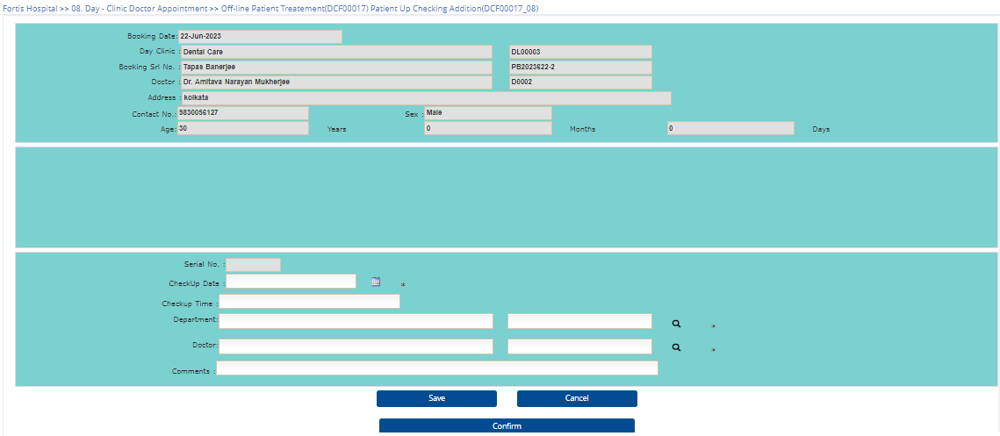 Fortis Hospital >> 08. Day - Clinic Doctor Appointment >> Off-line Patient Treatement(DCF00017) Patient Up Checking Addition(DCF00017_08)
Booking Date: 22-Jun-2023
Day Clinic : Dental Care DL00003
Booking Srl No. : Tapas Banerjee PB2023622-2
Doctor : Dr. Amitava Narayan Mukherjee D0002
Address : kolkata
Contact No.: 9830056127 Sex : Male
Age: 30 Years 0 Months 0 Days
Serial No. :
CheckUp Date : *
Checkup Time :
Department: *
Doctor: *
Comments :
Save Cancel
Confirm